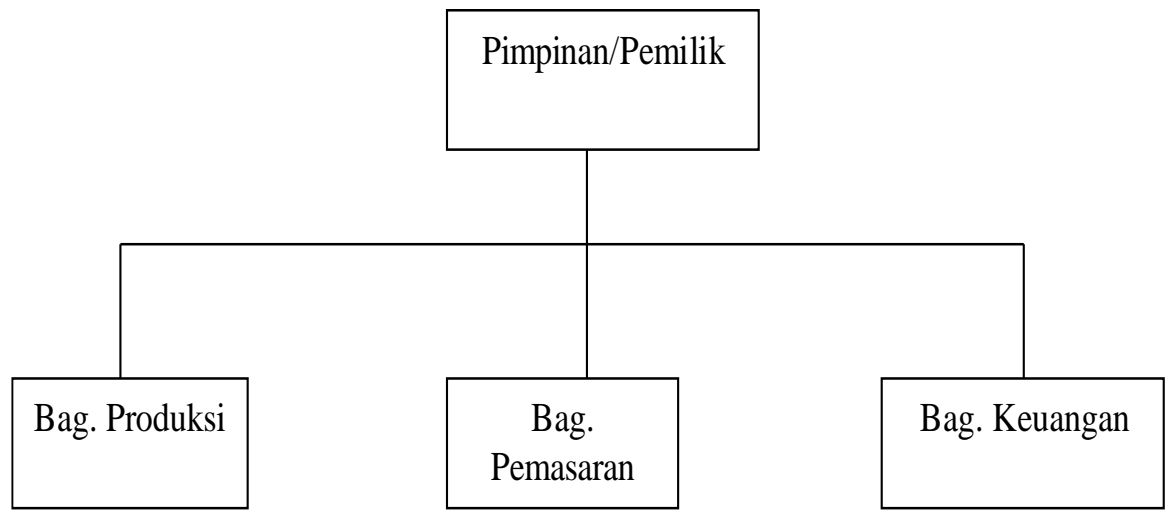 Pimpinan/Pemilik
Bag. Produksi
Bag.
Pemasaran
Bag. Keuangan